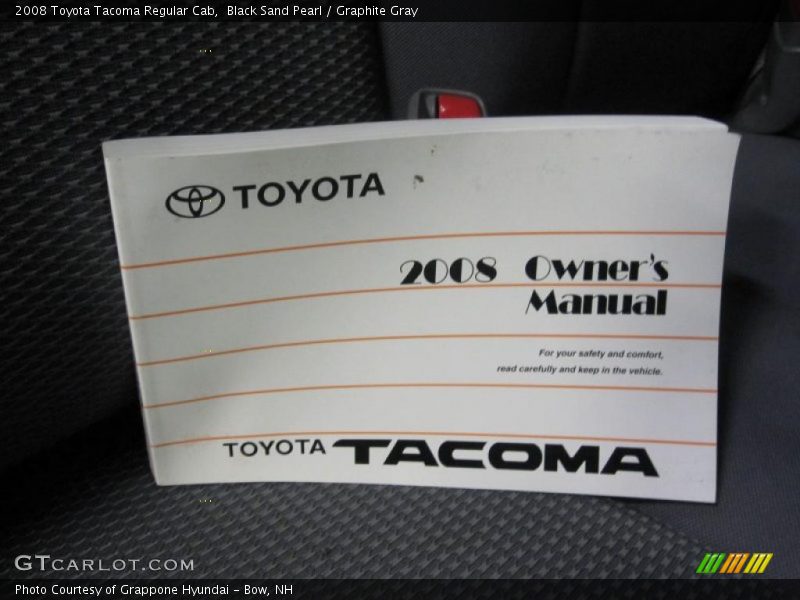 2008 Toyota Tacoma Regular Cab,  Black Sand Pearl / Graphite Gray
TOYOTA
2008 Owner's
Manual
For your safety and comfort,
read carefully and keep in the vehicle.
TOYOTA TACOMA
GTCARLOT.COM
Photo Courtesy of Grappone Hyundai - Bow, NH